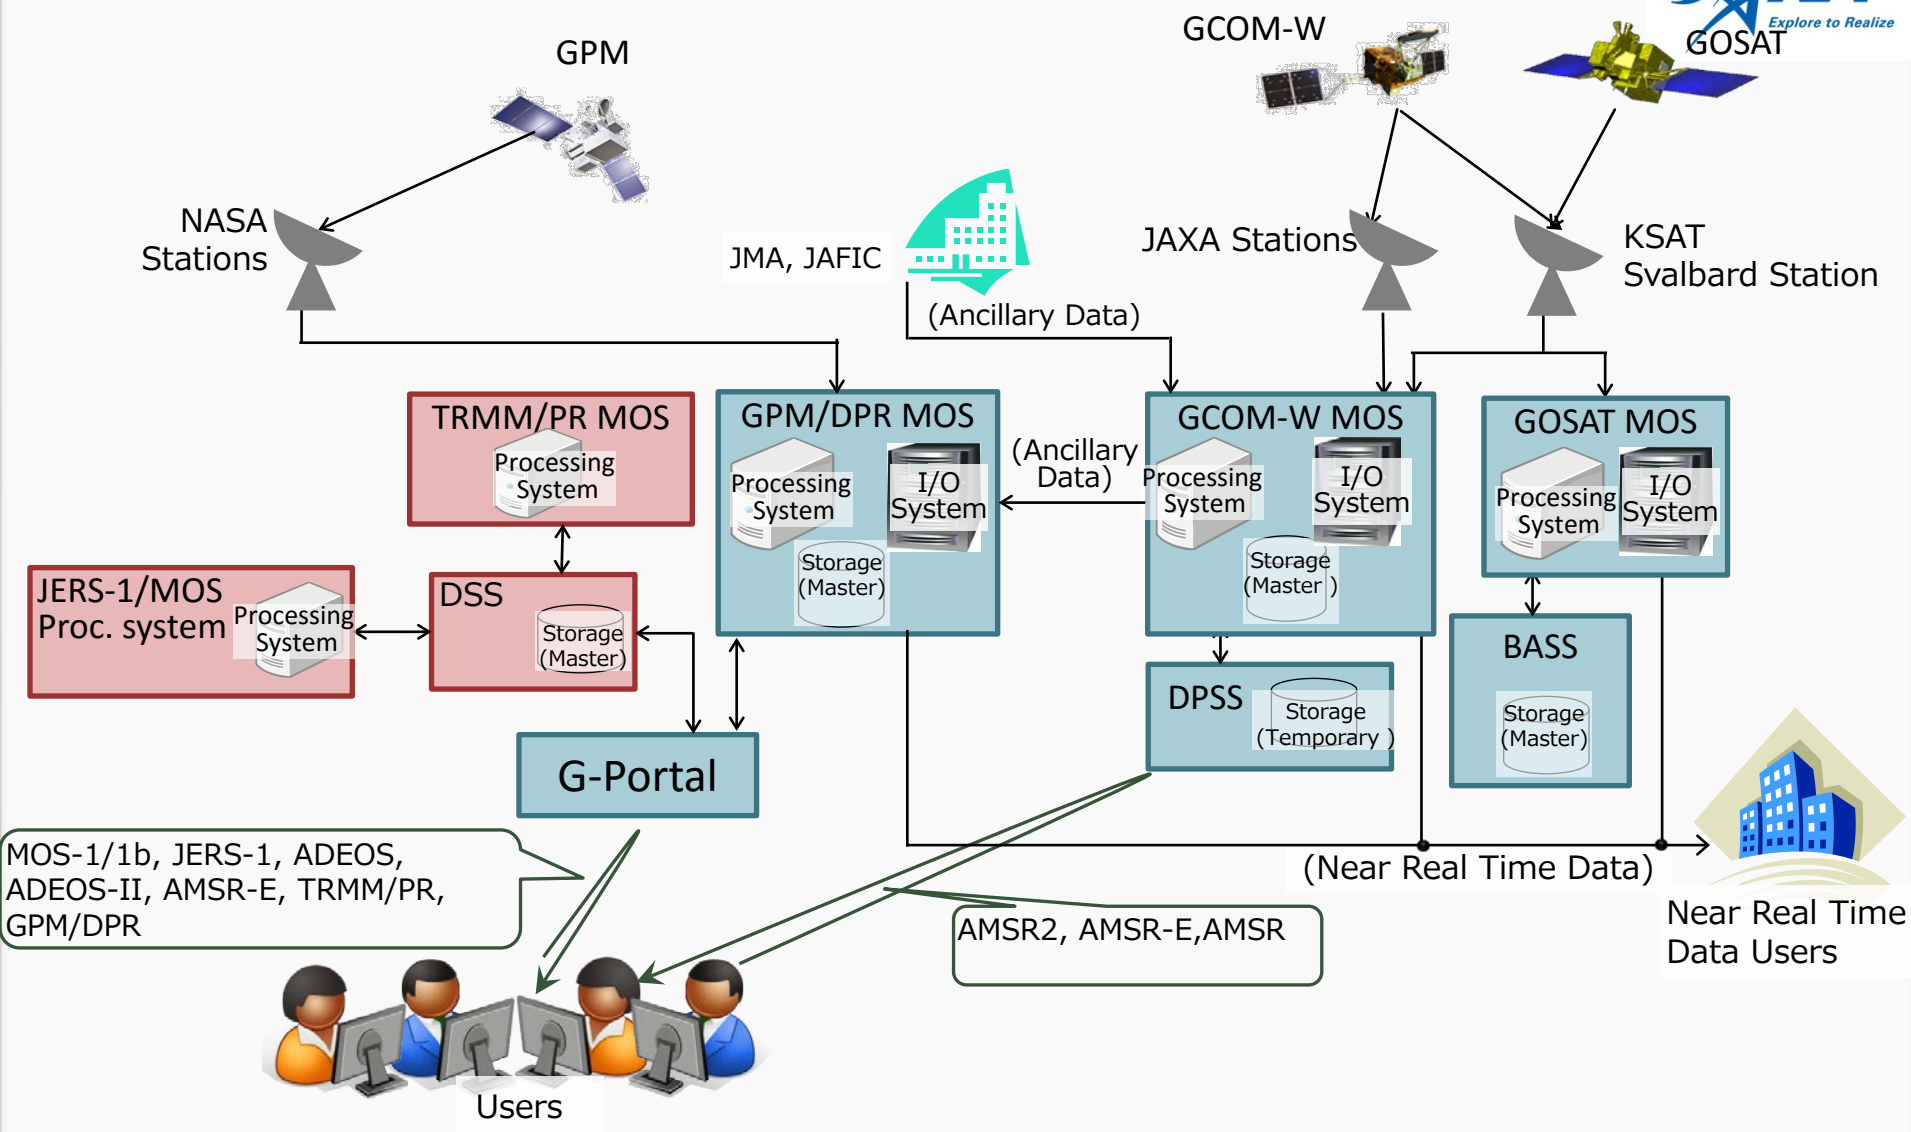 Explore to Realize
GPM
GCOM-W
GOSAT
NASA
Stations
JMA, JAFIC
JAXA Stations
KSAT
Svalbard Station
(Ancillary Data)
TRMM/PR MOS
Processing
System
GPM/DPR MOS
Processing
System
I/O
System
Storage
(Master)
(Ancillary
Data)
GCOM-W MOS
Processing
System
I/O
System
Storage
(Master )
GOSAT MOS
Processing
System
I/O
System
JERS-1/MOS
Proc. system
Processing
System
DSS
Storage
(Master)
DPSS
Storage
(Temporary )
BASS
Storage
(Master)
G-Portal
MOS-1/1b, JERS-1, ADEOS,
ADEOS-II, AMSR-E, TRMM/PR,
GPM/DPR
(Near Real Time Data)
AMSR2, AMSR-E,AMSR
Near Real Time
Data Users
Users